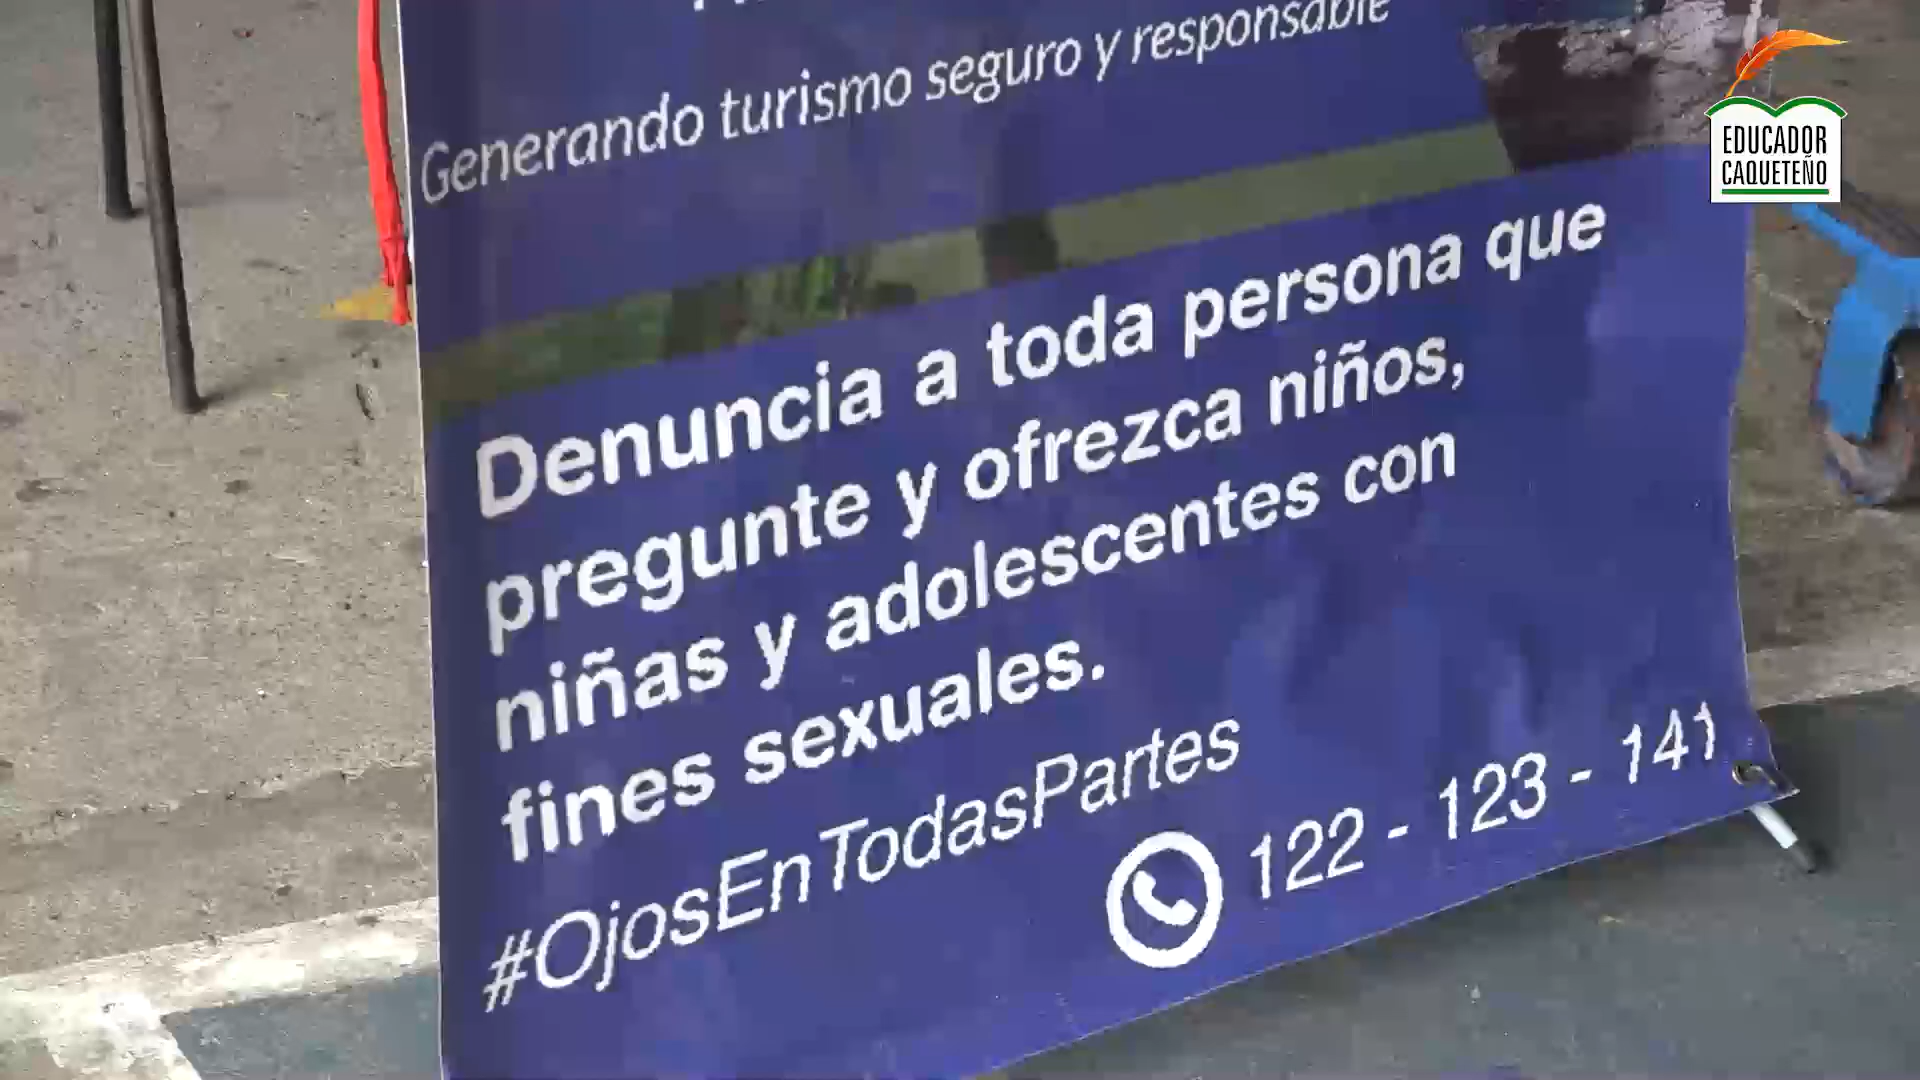 Generando turismo seguro y responsable
EDUCADOR
CAQUETEÑO
Denuncia a toda persona que
pregunte y ofrezca niños,
niñas y adolescentes con
fines sexuales.
#OjosEnTodasPartes
122 - 123 - 141